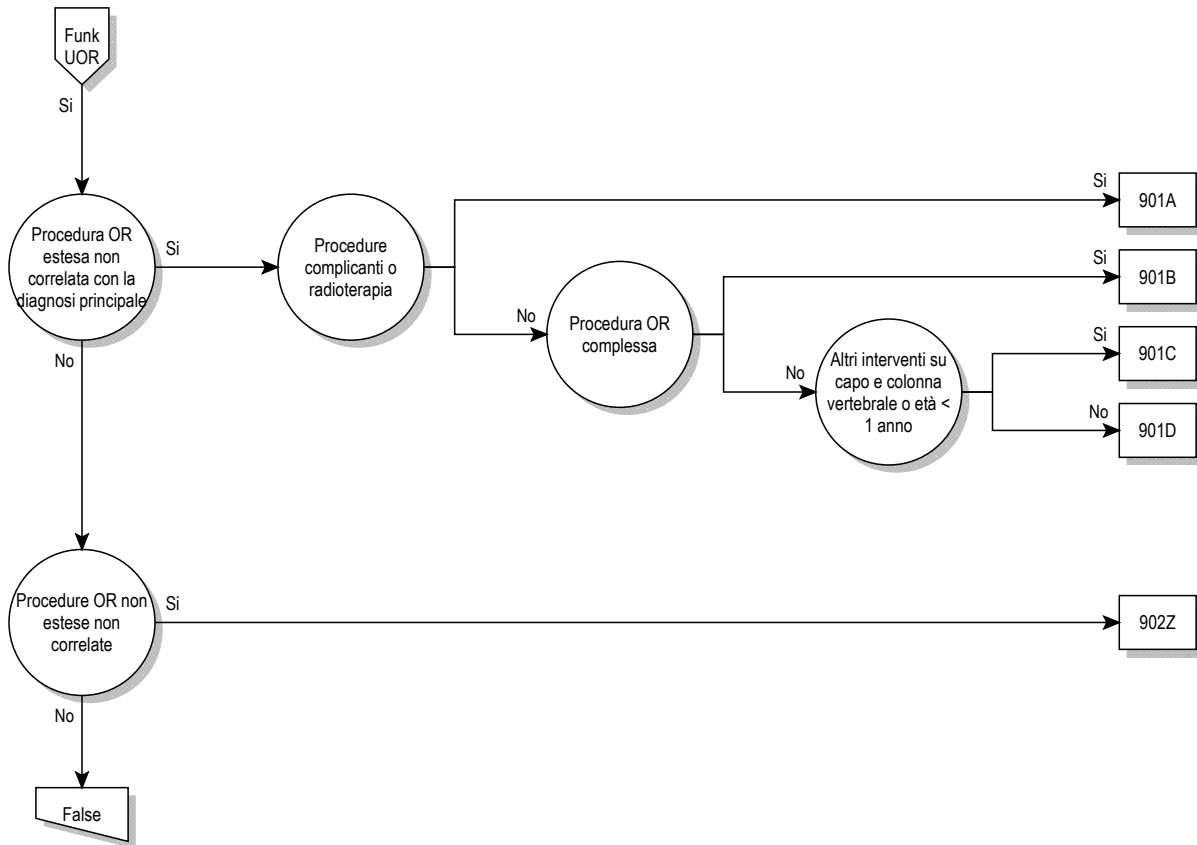 Funk
UOR
Si
Procedura OR
estesa non
correlata con la
diagnosi principale
Si
Procedure
complicanti o
radioterapia
Si
901A
No
Procedura OR
complessa
Si
901B
No
Altri interventi su
capo e colonna
vertebrale o età <
1 anno
Si
901C
No
901D
No
Procedure OR non
estese non
correlate
Si
902Z
No
False